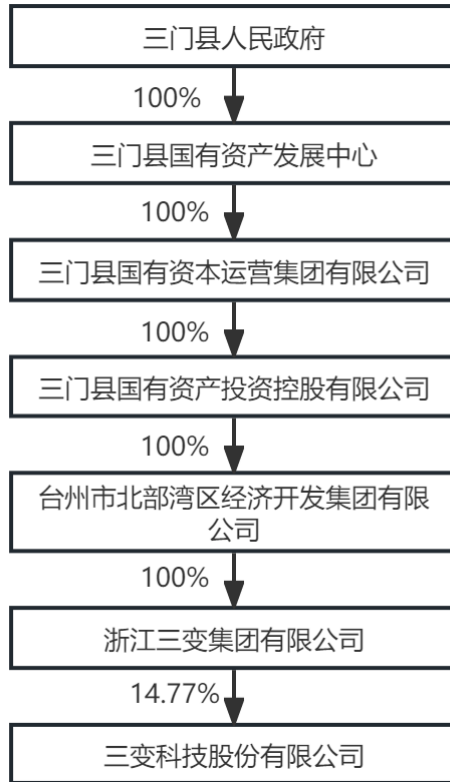 三门县人民政府
100%
三门县国有资产发展中心
100%
三门县国有资本运营集团有限公司
100%
三门县国有资产投资控股有限公司
100%
台州市北部湾区经济开发集团有限
公司
100%
浙江三变集团有限公司
14.77%
三变科技股份有限公司